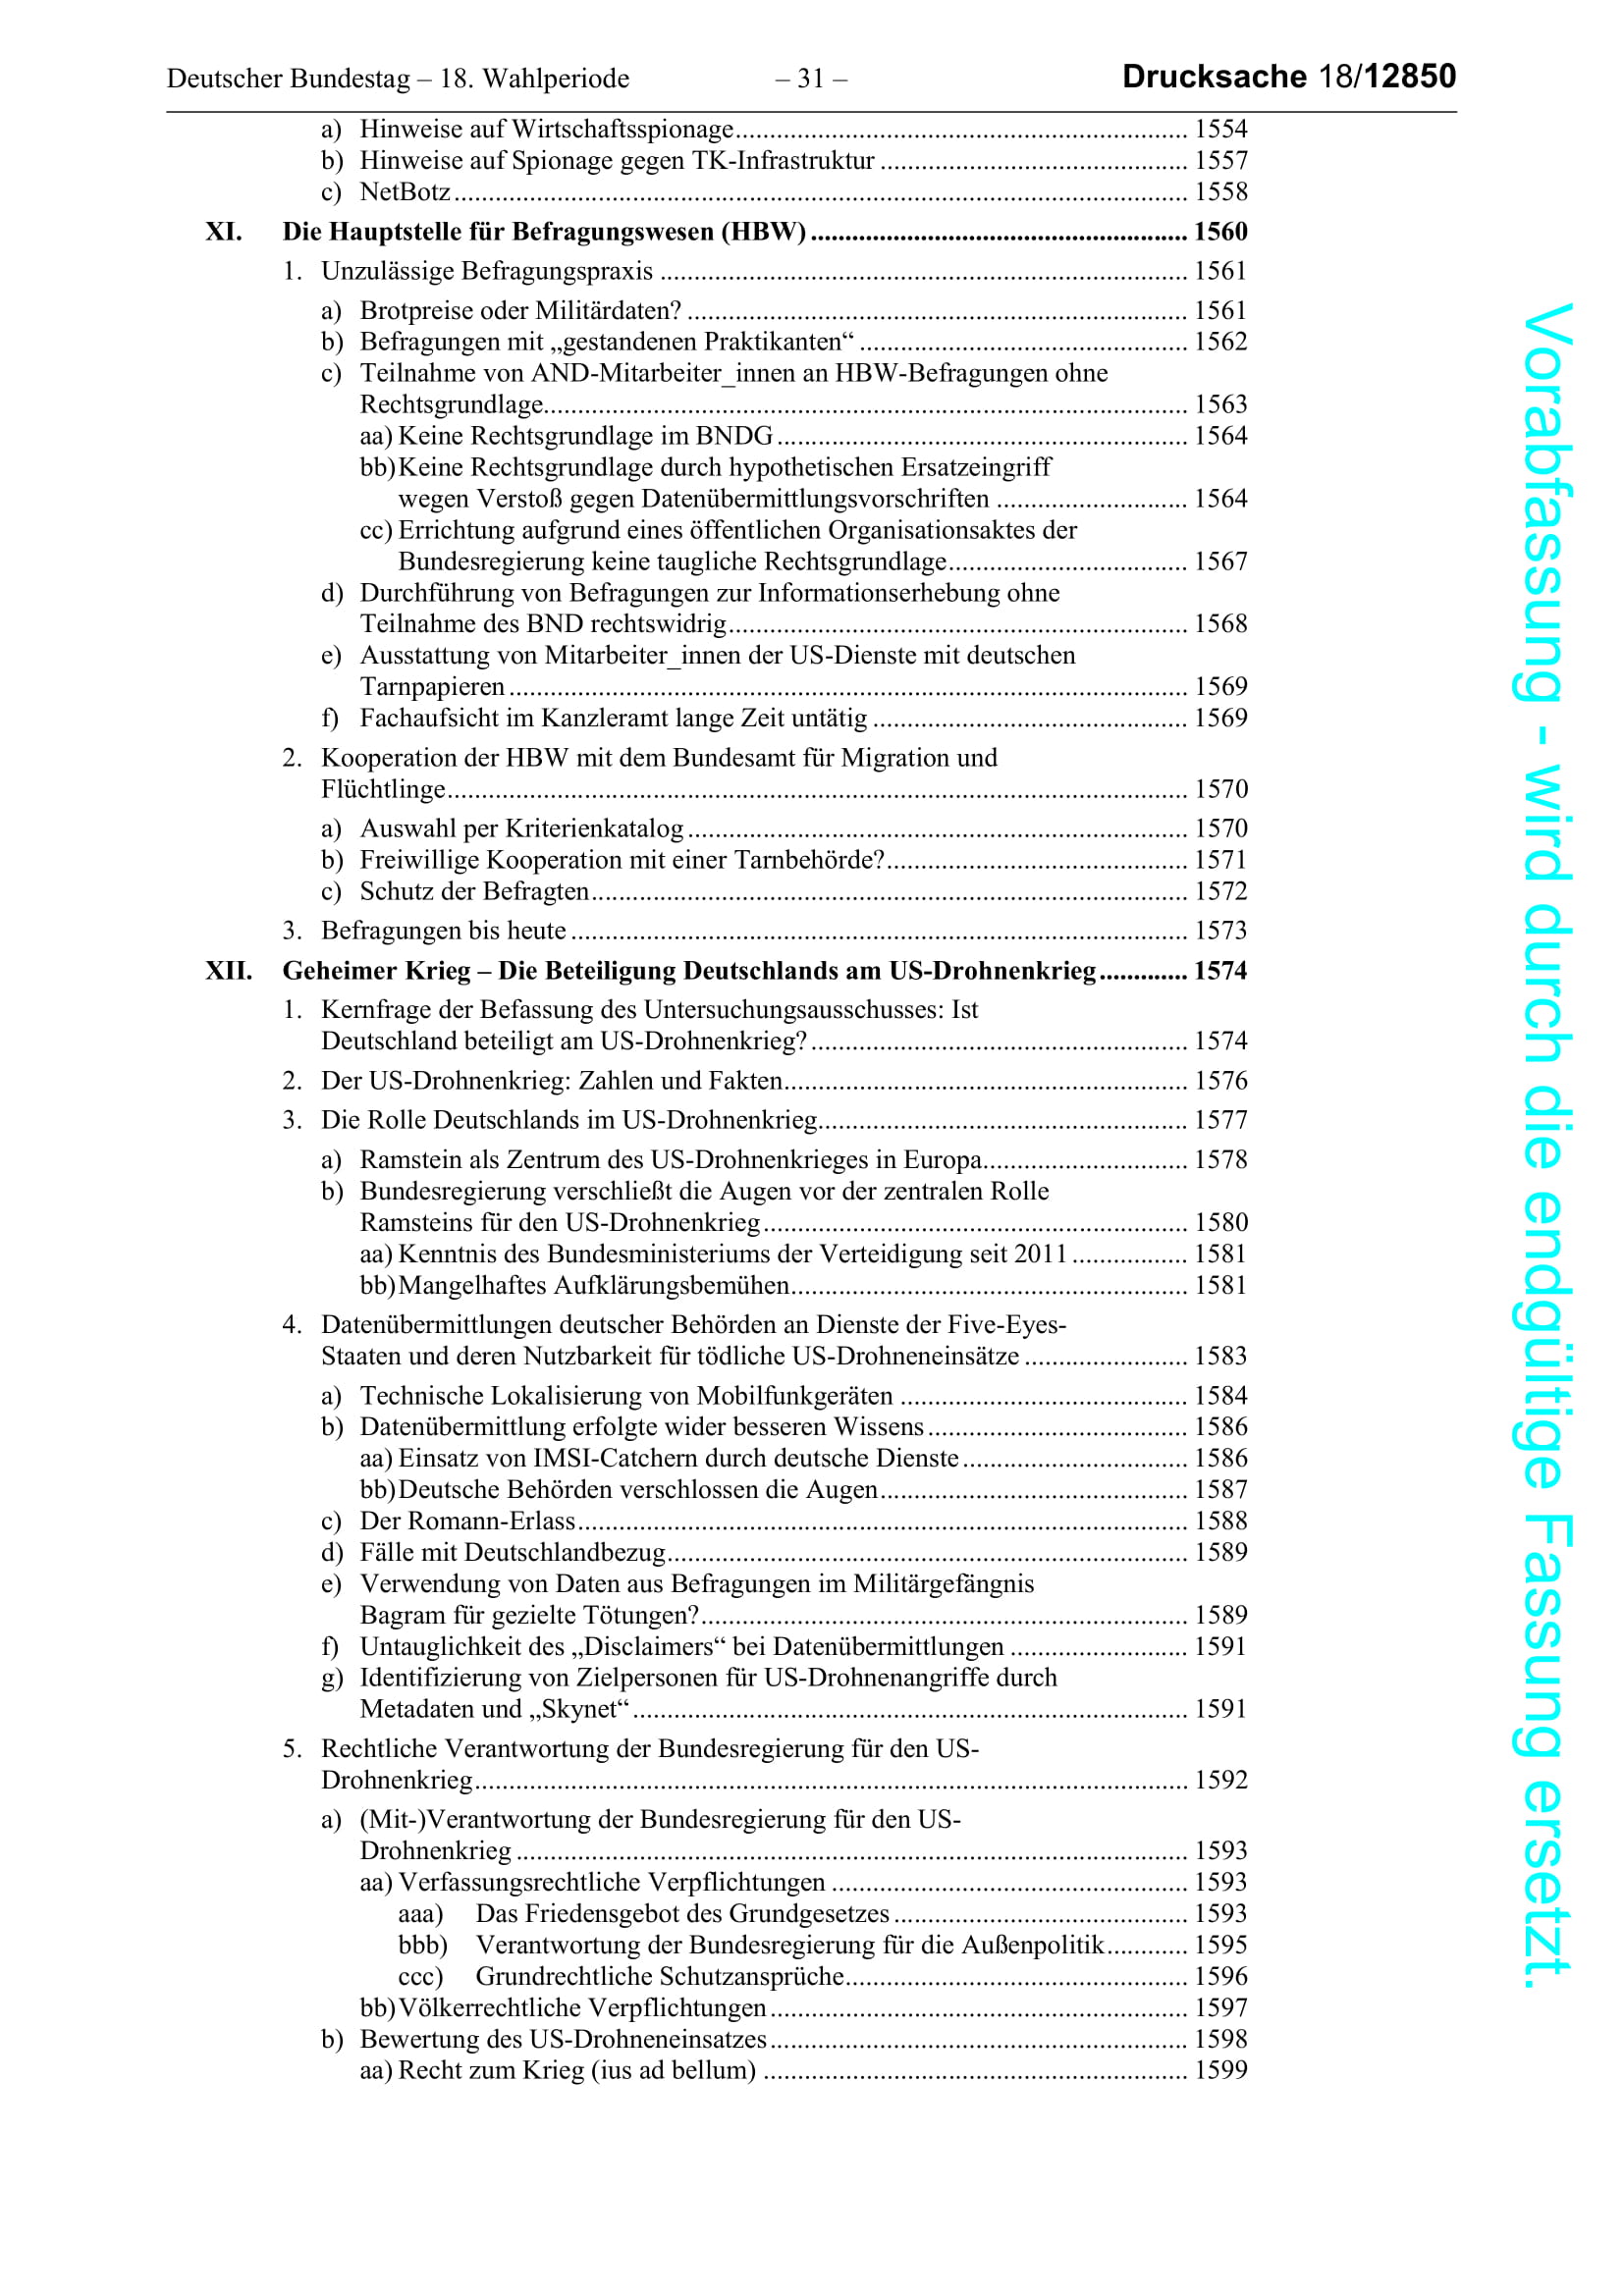 Deutscher Bundestag – 18. Wahlperiode – 31 – Drucksache 18/12850
a) Hinweise auf Wirtschaftsspionage.................................................................. 1554
b) Hinweise auf Spionage gegen TK-Infrastruktur ............................................. 1557
c) NetBotz........................................................................................................... 1558
XI. Die Hauptstelle für Befragungswesen (HBW)....................................................... 1560
1. Unzulässige Befragungspraxis ............................................................................. 1561
a) Brotpreise oder Militärdaten? ......................................................................... 1561
b) Befragungen mit „gestandenen Praktikanten“ ................................................ 1562
c) Teilnahme von AND-Mitarbeiter_innen an HBW-Befragungen ohne
Rechtsgrundlage.............................................................................................. 1563
aa) Keine Rechtsgrundlage im BNDG............................................................ 1564
bb) Keine Rechtsgrundlage durch hypothetischen Ersatzeingriff
wegen Verstoß gegen Datenübermittlungsvorschriften ............................ 1564
cc) Errichtung aufgrund eines öffentlichen Organisationsaktes der
Bundesregierung keine taugliche Rechtsgrundlage................................... 1567
d) Durchführung von Befragungen zur Informationserhebung ohne
Teilnahme des BND rechtswidrig................................................................... 1568
e) Ausstattung von Mitarbeiter_innen der US-Dienste mit deutschen
Tarnpapieren................................................................................................... 1569
f) Fachaufsicht im Kanzleramt lange Zeit untätig .............................................. 1569
2. Kooperation der HBW mit dem Bundesamt für Migration und
Flüchtlinge............................................................................................................ 1570
a) Auswahl per Kriterienkatalog......................................................................... 1570
b) Freiwillige Kooperation mit einer Tarnbehörde?............................................ 1571
c) Schutz der Befragten....................................................................................... 1572
3. Befragungen bis heute .......................................................................................... 1573
XII. Geheimer Krieg – Die Beteiligung Deutschlands am US-Drohnenkrieg............. 1574
1. Kernfrage der Befassung des Untersuchungsausschusses: Ist
Deutschland beteiligt am US-Drohnenkrieg?....................................................... 1574
2. Der US-Drohnenkrieg: Zahlen und Fakten........................................................... 1576
3. Die Rolle Deutschlands im US-Drohnenkrieg...................................................... 1577
a) Ramstein als Zentrum des US-Drohnenkrieges in Europa.............................. 1578
b) Bundesregierung verschließt die Augen vor der zentralen Rolle
Ramsteins für den US-Drohnenkrieg.............................................................. 1580
aa) Kenntnis des Bundesministeriums der Verteidigung seit 2011................. 1581
bb) Mangelhaftes Aufklärungsbemühen.......................................................... 1581
4. Datenübermittlungen deutscher Behörden an Dienste der Five-Eyes-
Staaten und deren Nutzbarkeit für tödliche US-Drohneneinsätze ........................ 1583
a) Technische Lokalisierung von Mobilfunkgeräten .......................................... 1584
b) Datenübermittlung erfolgte wider besseren Wissens...................................... 1586
aa) Einsatz von IMSI-Catchern durch deutsche Dienste................................. 1586
bb) Deutsche Behörden verschlossen die Augen............................................. 1587
c) Der Romann-Erlass......................................................................................... 1588
d) Fälle mit Deutschlandbezug............................................................................ 1589
e) Verwendung von Daten aus Befragungen im Militärgefängnis
Bagram für gezielte Tötungen?....................................................................... 1589
f) Untauglichkeit des „Disclaimers“ bei Datenübermittlungen .......................... 1591
g) Identifizierung von Zielpersonen für US-Drohnenangriffe durch
Metadaten und „Skynet“................................................................................. 1591
5. Rechtliche Verantwortung der Bundesregierung für den US-
Drohnenkrieg........................................................................................................ 1592
a) (Mit-)Verantwortung der Bundesregierung für den US-
Drohnenkrieg .................................................................................................. 1593
aa) Verfassungsrechtliche Verpflichtungen .................................................... 1593
aaa) Das Friedensgebot des Grundgesetzes ........................................... 1593
bbb) Verantwortung der Bundesregierung für die Außenpolitik............ 1595
ccc) Grundrechtliche Schutzansprüche.................................................. 1596
bb) Völkerrechtliche Verpflichtungen............................................................. 1597
b) Bewertung des US-Drohneneinsatzes............................................................. 1598
aa) Recht zum Krieg (ius ad bellum) .............................................................. 1599
Vorabfassung - wird durch die endgültige Fassung ersetzt.